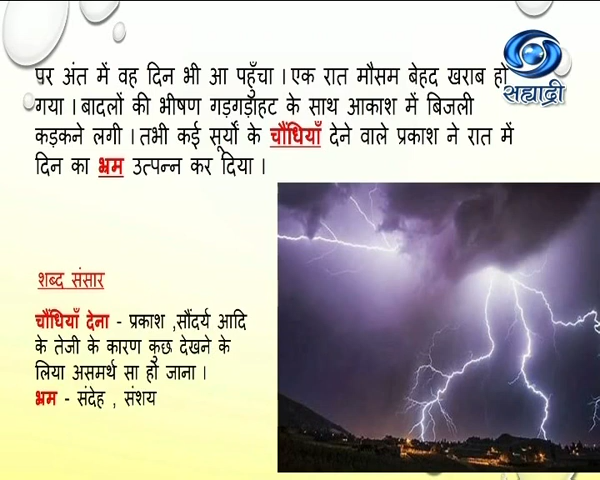 पर अंत में वह दिन भी आ पहुँचा । एक रात मौसम बेहद खराब हो
गया । बादलों की भीषण गड़गड़ाहट के साथ आकाश में बिजली
कड़कने लगी । तभी कई सूर्यों के चौंधियाँ देने वाले प्रकाश ने रात में
दिन का भ्रम उत्पन्न कर दिया ।
सह्याद्री
शब्द संसार
चौंधियाँ देना - प्रकाश ,सौंदर्य आदि
के तेजी के कारण कुछ देखने के
लिया असमर्थ सा हो जाना ।
भ्रम - संदेह , संशय